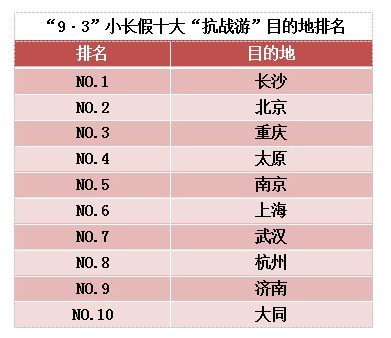 “9·3”小长假十大“抗战游”目的地排名
排名 目的地
NO.1 长沙
NO.2 北京
NO.3 重庆
NO.4 太原
NO.5 南京
NO.6 上海
NO.7 武汉
NO.8 杭州
NO.9 济南
NO.10 大同